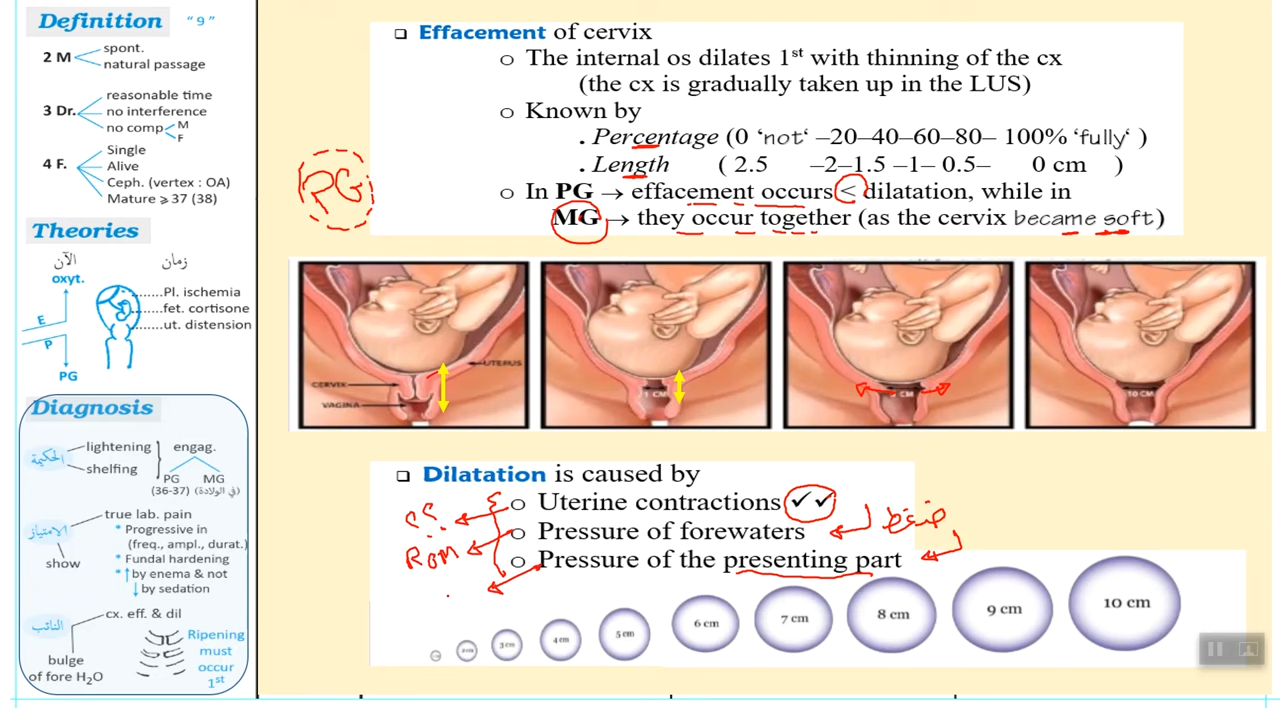 Definition "9"
2 M
spont.
natural passage
3 Dr.
reasonable time
no interference
no comp
M
F
4 F.
Single
Alive
Ceph. (vertex : OA)
Mature ⩾ 37 (38)
Theories
الآن
زمان
oxyt.
Pl. ischemia
fet. cortisone
ut. distension
E
P
PG
Diagnosis
الحكيمة
lightening
shelfing
engag.
PG
MG
(36-37)
(في الولادة)
الامتياز
show
true lab. pain
* Progressive in
(freq., ampl., durat.)
* Fundal hardening
* ↑ by enema & not
↓ by sedation
النائب
cx. eff. & dil
bulge
of fore H₂O
Ripening
must
occur
1st
Effacement of cervix
o The internal os dilates 1st with thinning of the cx
(the cx is gradually taken up in the LUS)
o Known by
. Percentage (0 ‘not‘ –20–40–60–80– 100% ‘fully‘ )
. Length ( 2.5 –2–1.5 –1– 0.5– 0 cm )
o In PG → effacement occurs < dilatation, while in
MG → they occur together (as the cervix became soft)
PG
UTERUS
CERVIX
VAGINA
1 CM
CM
10 CM
Dilatation is caused by
o Uterine contractions ✓✓
o Pressure of forewaters
o Pressure of the presenting part
ضغط
ROM
2 cm
3 cm
4 cm
5 cm
6 cm
7 cm
8 cm
9 cm
10 cm